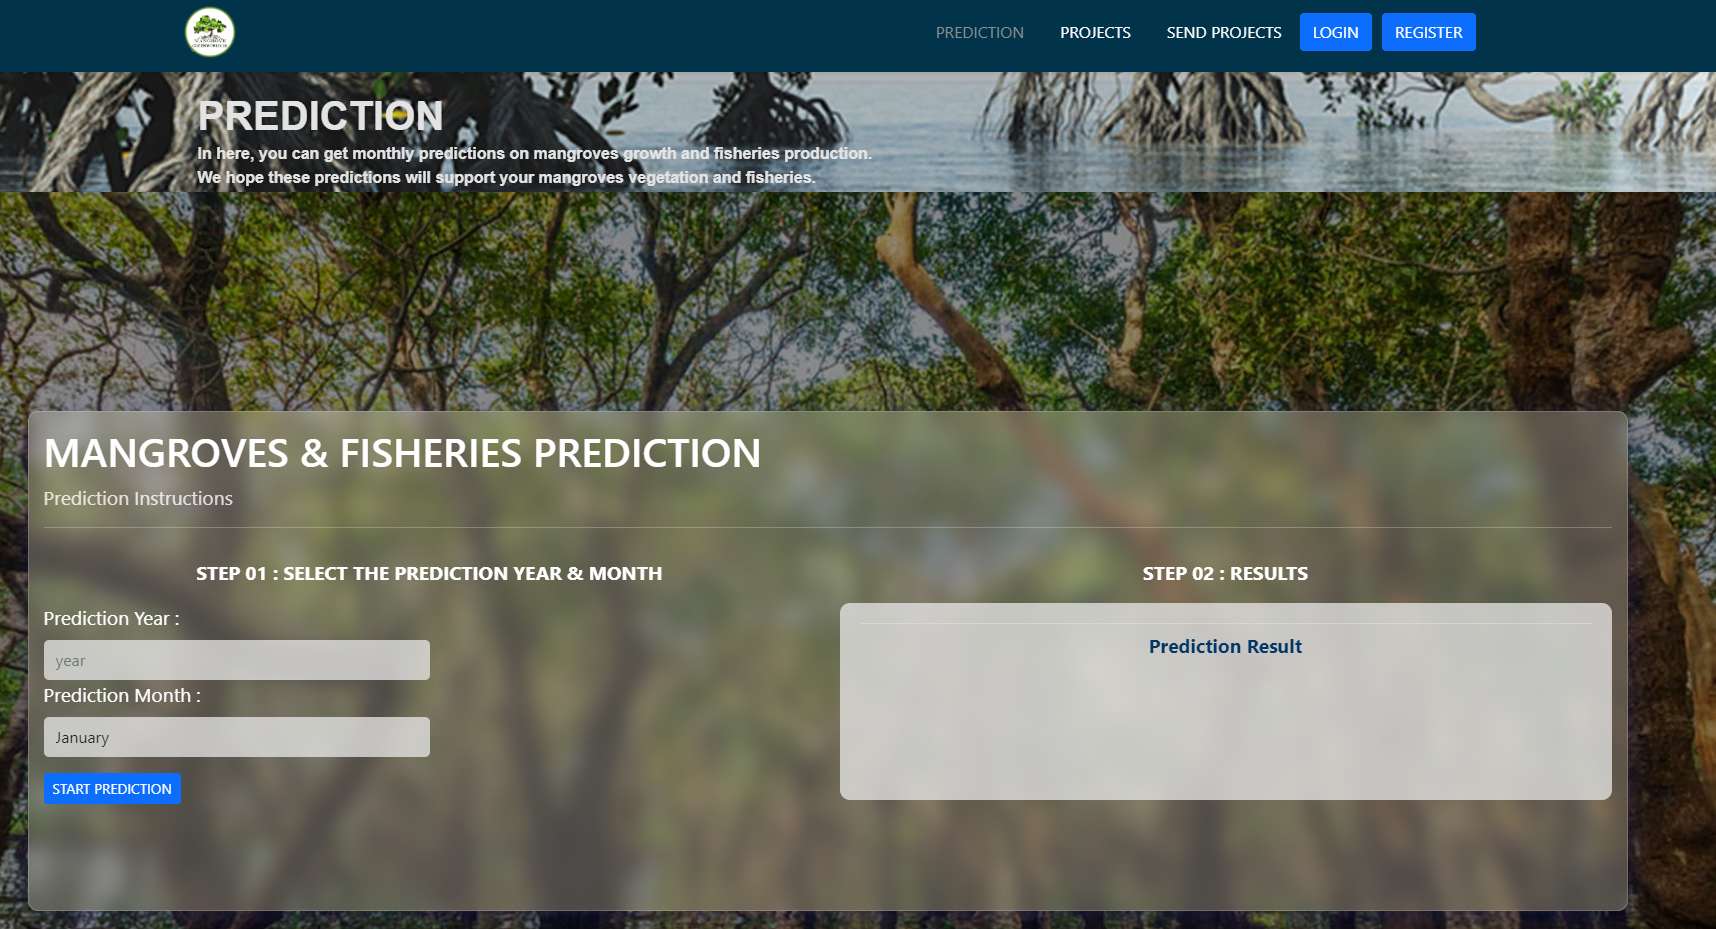 PREDICTION
PROJECTS
SEND PROJECTS
LOGIN
REGISTER
PREDICTION
In here, you can get monthly predictions on mangroves growth and fisheries production.
We hope these predictions will support your mangroves vegetation and fisheries.
MANGROVES & FISHERIES PREDICTION
Prediction Instructions
STEP 01 : SELECT THE PREDICTION YEAR & MONTH
Prediction Year :
year
Prediction Month :
January
START PREDICTION
STEP 02 : RESULTS
Prediction Result